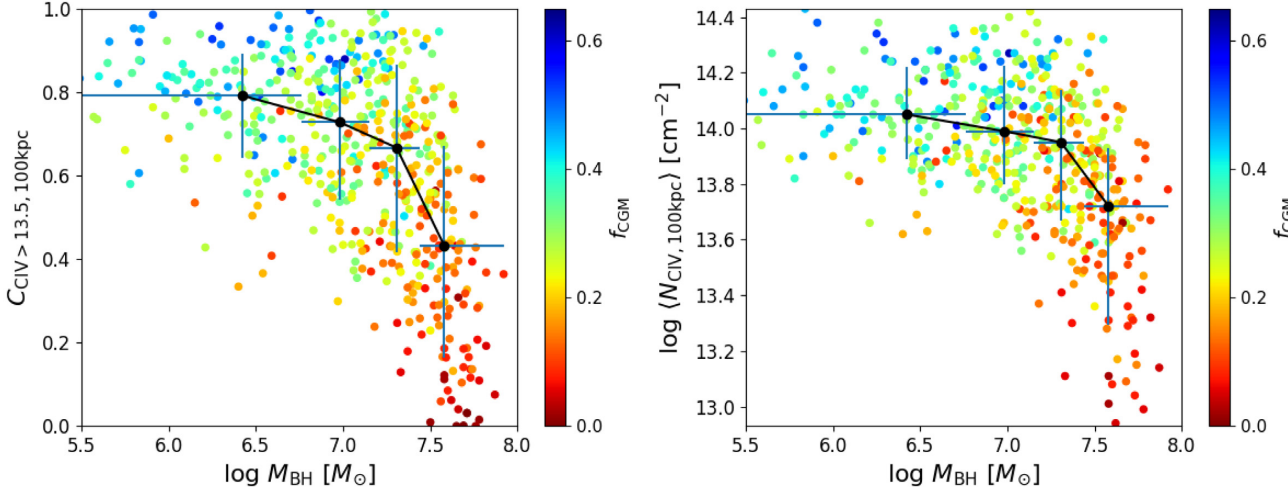 1.0
0.8
0.6
0.4
0.2
0.0
5.5 6.0 6.5 7.0 7.5 8.0
log M_BH [M_⊙]
C_CIV > 13.5, 100kpc
0.6
0.4
0.2
0.0
f_CGM
14.4
14.2
14.0
13.8
13.6
13.4
13.2
13.0
5.5 6.0 6.5 7.0 7.5 8.0
log M_BH [M_⊙]
log ⟨N_CIV, 100kpc⟩ [cm⁻²]
0.6
0.4
0.2
0.0
f_CGM